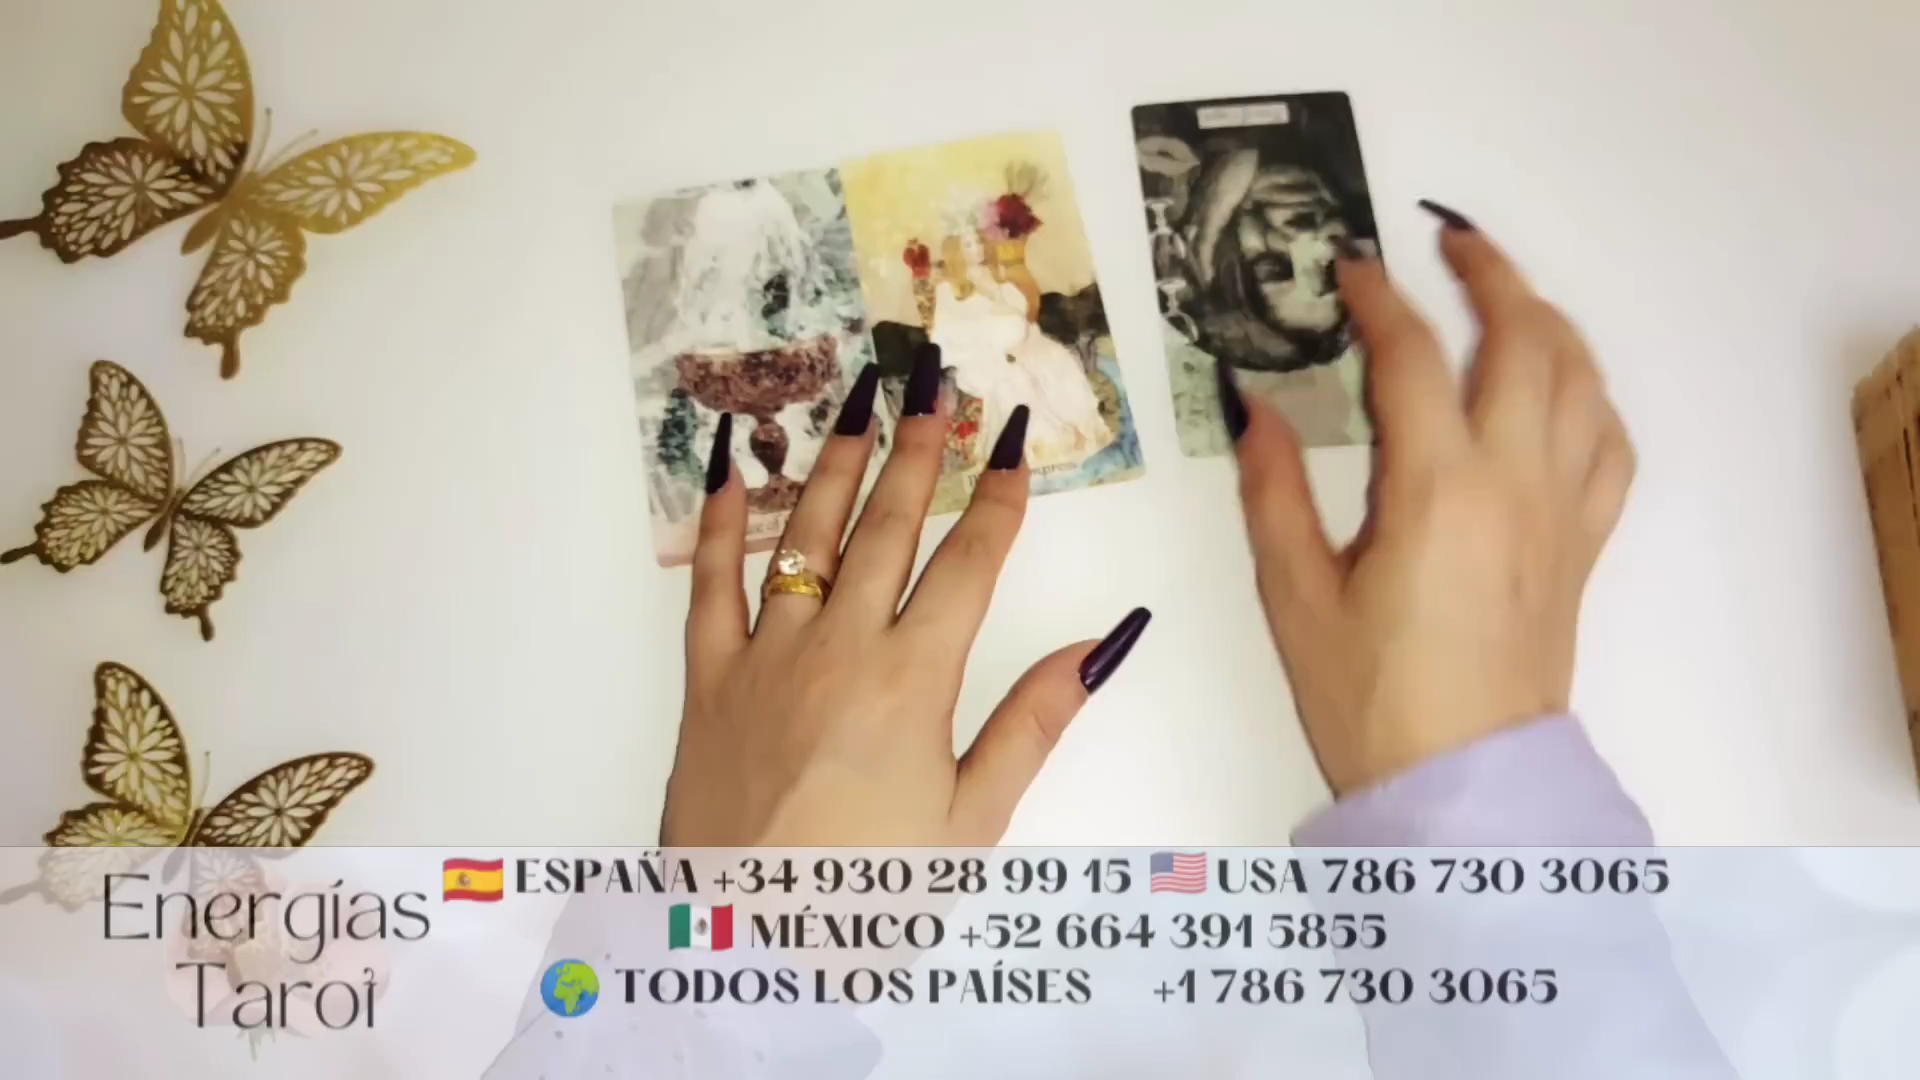 Energías
Tarot
ESPAÑA +34 930 28 99 15 USA 786 730 3065
MÉXICO +52 664 391 5855
TODOS LOS PAÍSES +1 786 730 3065